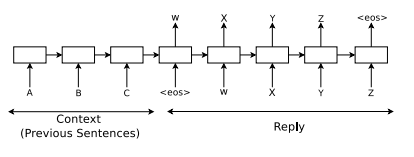 W X Y Z <eos>
A B C <eos> W X Y Z
Context Reply
(Previous Sentences)